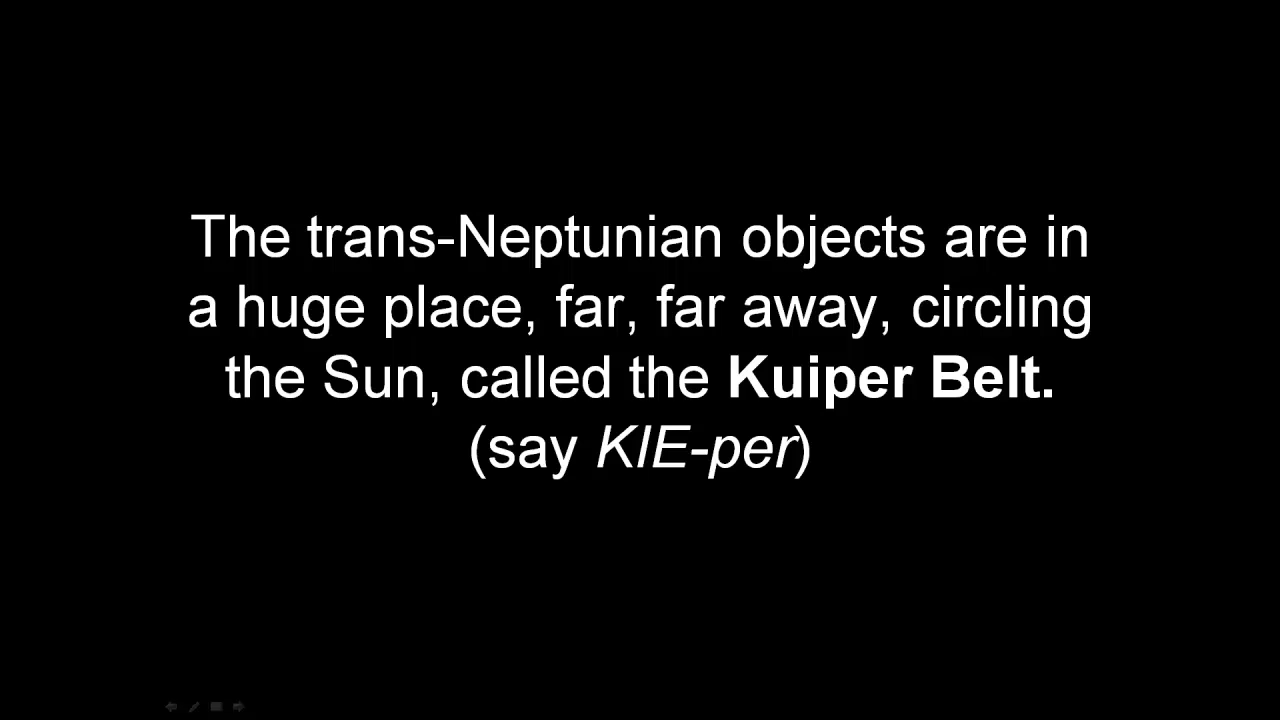 The trans-Neptunian objects are in
a huge place, far, far away, circling
the Sun, called the Kuiper Belt.
(say KIE-per)